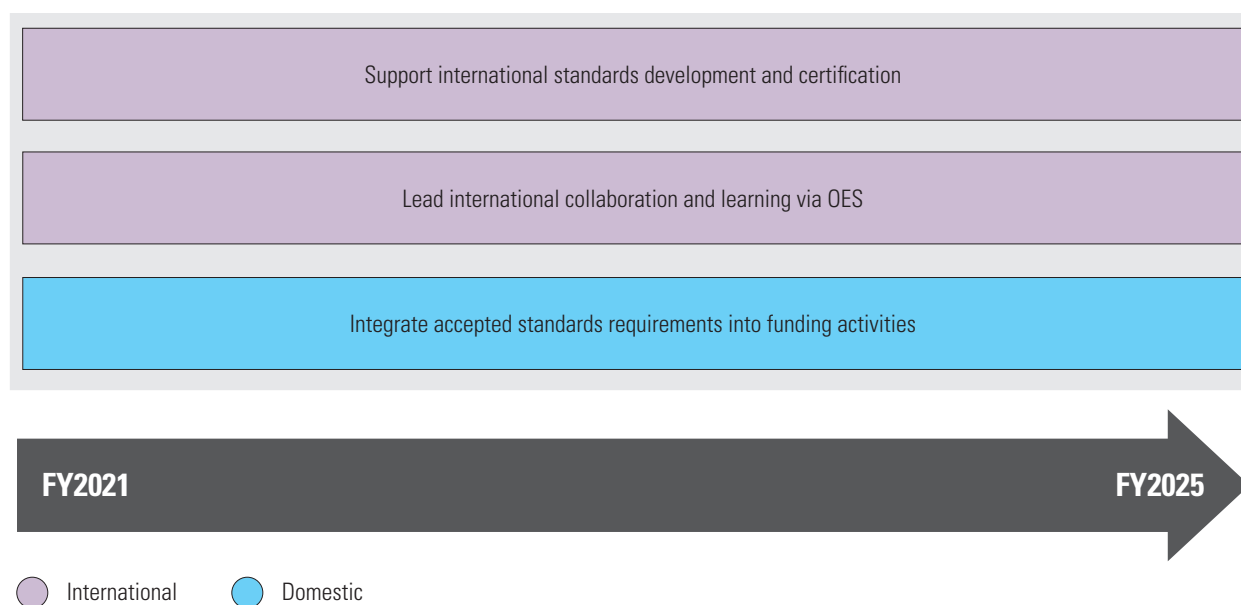 Support international standards development and certification
Lead international collaboration and learning via OES
Integrate accepted standards requirements into funding activities
FY2021
FY2025
International
Domestic